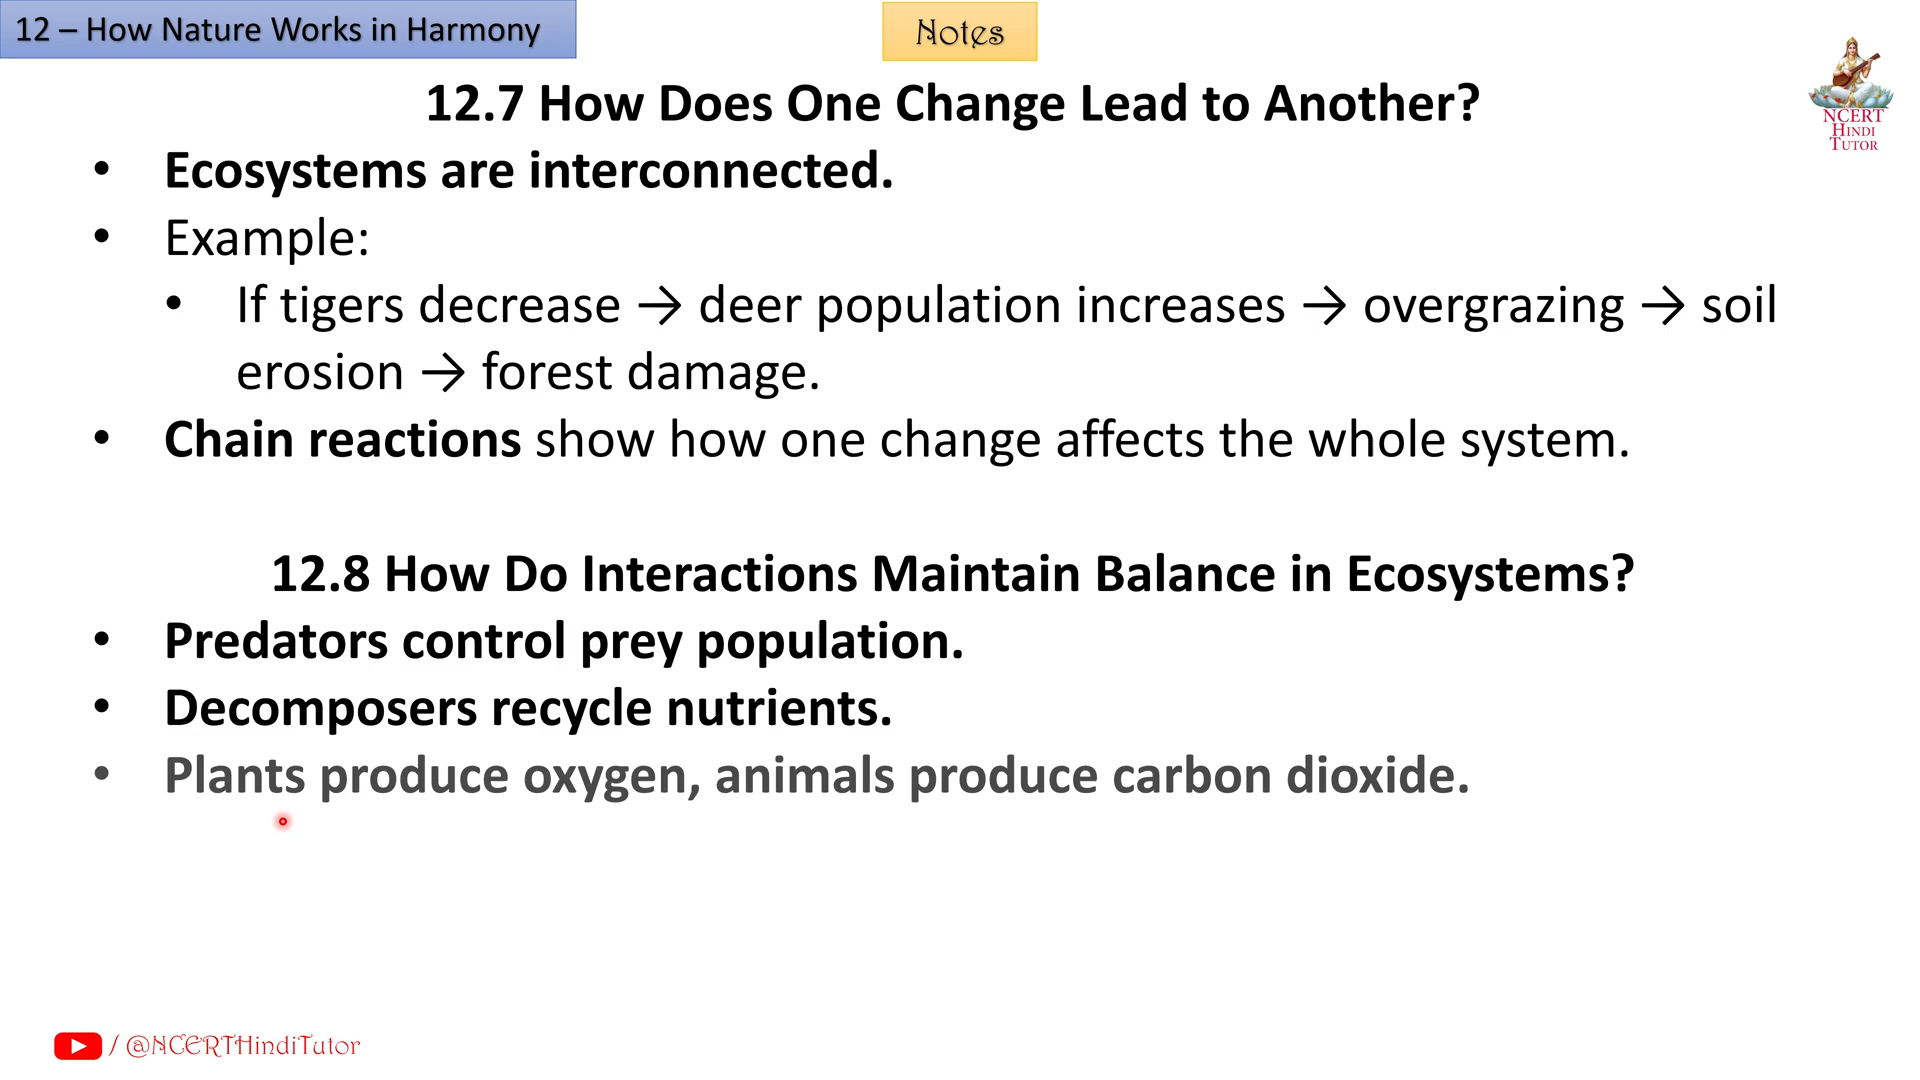 12 – How Nature Works in Harmony
Notes
NCERT
HINDI
TUTOR
12.7 How Does One Change Lead to Another?
• Ecosystems are interconnected.
• Example:
• If tigers decrease → deer population increases → overgrazing → soil
erosion → forest damage.
• Chain reactions show how one change affects the whole system.
12.8 How Do Interactions Maintain Balance in Ecosystems?
• Predators control prey population.
• Decomposers recycle nutrients.
• Plants produce oxygen, animals produce carbon dioxide.
/ @NCERTHindiTutor